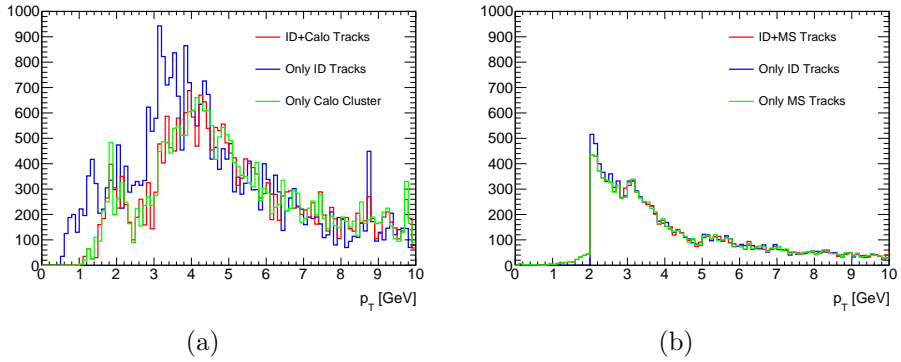 1000
900
800
700
600
500
400
300
200
100
0
0 1 2 3 4 5 6 7 8 9 10
p_T [GeV]
ID+Calo Tracks
Only ID Tracks
Only Calo Cluster
(a)
1000
900
800
700
600
500
400
300
200
100
0
0 1 2 3 4 5 6 7 8 9 10
p_T [GeV]
ID+MS Tracks
Only ID Tracks
Only MS Tracks
(b)